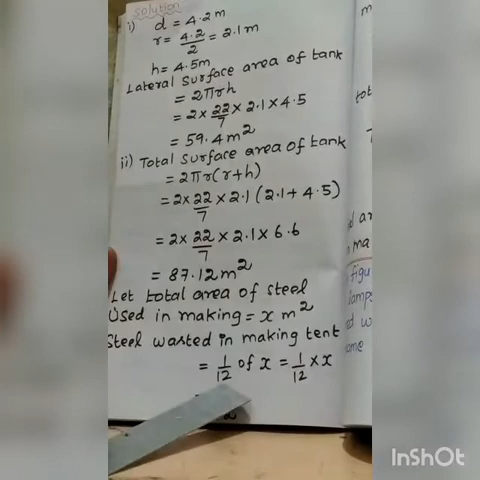 solution
i) d = 4.2m
r = 4.2/2 = 2.1m
h = 4.5m
Lateral surface area of tank
= 2πrh
= 2 × 22/7 × 2.1 × 4.5
= 59.4 m²
ii) Total surface area of tank
= 2πr(r+h)
= 2 × 22/7 × 2.1 (2.1 + 4.5)
= 2 × 22/7 × 2.1 × 6.6
= 87.12 m²
Let total area of steel
Used in making = x m²
Steel wasted in making tent
= 1/12 of x = 1/12 × x
InShOt